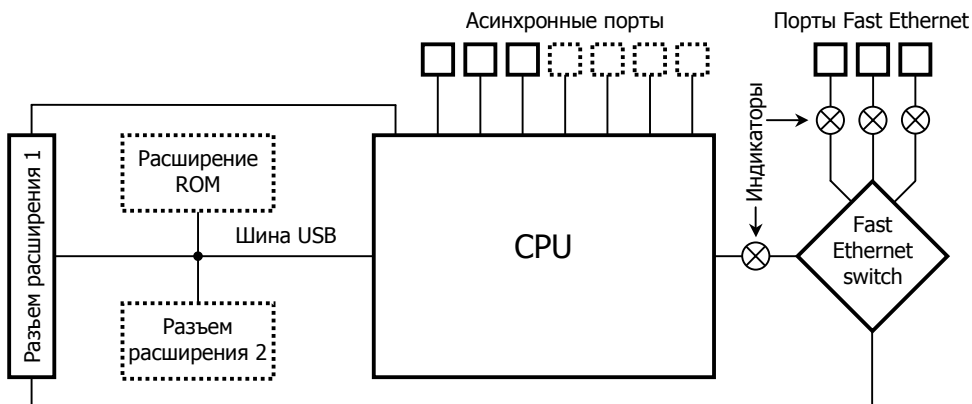 Асинхронные порты
Порты Fast Ethernet
Индикаторы
Разъем расширения 1
Расширение
ROM
Шина USB
CPU
Fast
Ethernet
switch
Разъем
расширения 2